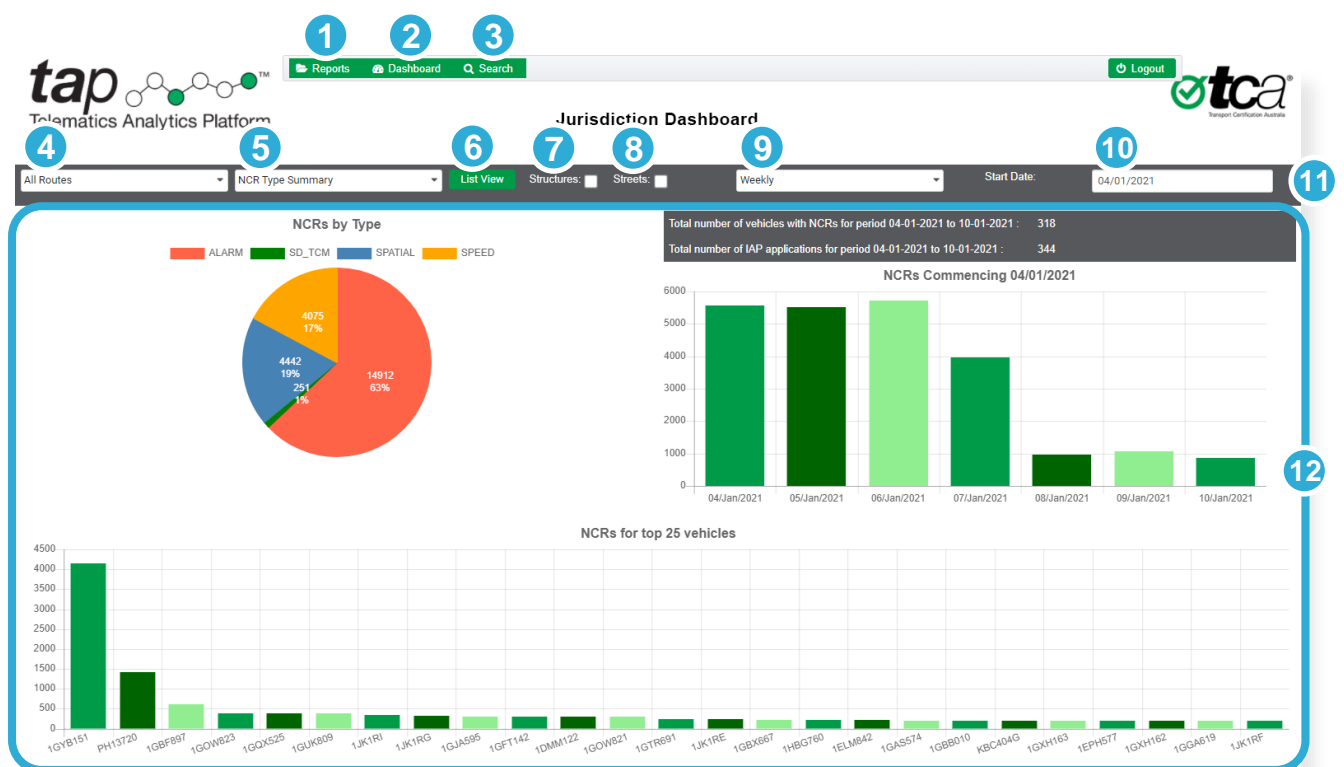 1 2 3
Reports Dashboard Search Logout
tap ™
Telematics Analytics Platform
tca®
Transport Certification Australia
Jurisdiction Dashboard
4 5 6 7 8 9 10
All Routes NCR Type Summary List View Structures: Streets: Weekly Start Date: 04/01/2021
11
NCRs by Type
ALARM SD_TCM SPATIAL SPEED
4075
17%
4442
19%
251
1%
14912
63%
Total number of vehicles with NCRs for period 04-01-2021 to 10-01-2021 : 318
Total number of IAP applications for period 04-01-2021 to 10-01-2021 : 344
NCRs Commencing 04/01/2021
6000
5000
4000
3000
2000
1000
0
04/Jan/2021 05/Jan/2021 06/Jan/2021 07/Jan/2021 08/Jan/2021 09/Jan/2021 10/Jan/2021
12
NCRs for top 25 vehicles
4500
4000
3500
3000
2500
2000
1500
1000
500
0
1GYB151 PH13720 1GBF897 1GOW823 1GQX525 1GUK809 1JK1RI 1JK1RG 1GJA595 1GFT142 1DMM122 1GOW821 1GTR691 1JK1RE 1GBX667 1HBG760 1ELM842 1GAS574 1GBB010 KBC404G 1GXH163 1EPH577 1GXH162 1GGA619 1JK1RF